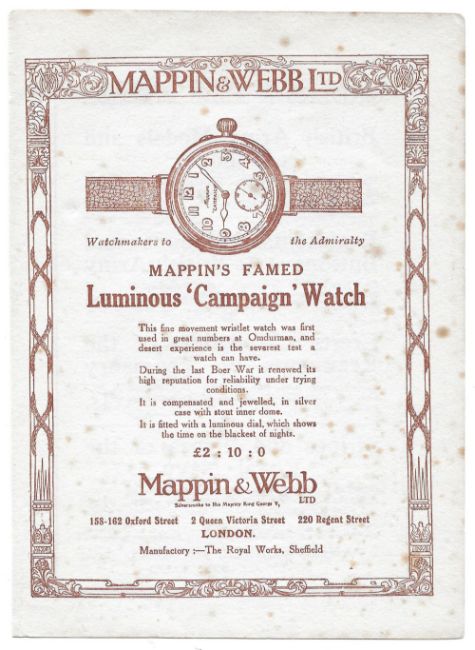 MAPPIN & WEBB LTD
Watchmakers to the Admiralty
MAPPIN'S FAMED
Luminous 'Campaign' Watch
This fine movement wristlet watch was first
used in great numbers at Omdurman, and
desert experience is the severest test a
watch can have.
During the last Boer War it renewed its
high reputation for reliability under trying
conditions.
It is compensated and jewelled, in silver
case with stout inner dome.
It is fitted with a luminous dial, which shows
the time on the blackest of nights.
£2 : 10 : 0
Mappin & Webb
LTD
Silversmiths to His Majesty King George V.
158-162 Oxford Street 2 Queen Victoria Street 220 Regent Street
LONDON.
Manufactory :—The Royal Works, Sheffield